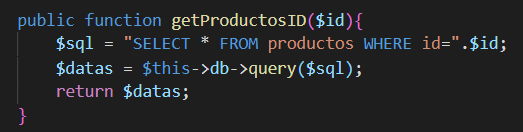 public function getProductosID($id){
$sql = "SELECT * FROM productos WHERE id=".$id;
$datas = $this->db->query($sql);
return $datas;
}